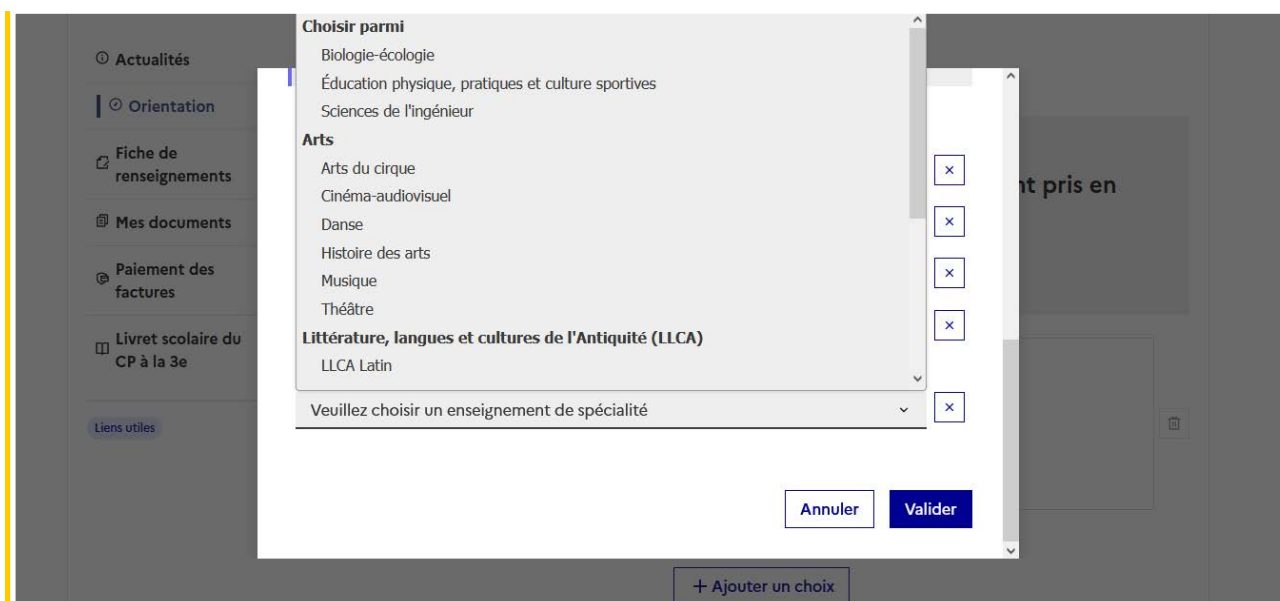 Actualités
Orientation
Fiche de
renseignements
Mes documents
Paiement des
factures
Livret scolaire du
CP à la 3e
Liens utiles
Choisir parmi
Biologie-écologie
Éducation physique, pratiques et culture sportives
Sciences de l'ingénieur
Arts
Arts du cirque
Cinéma-audiovisuel
Danse
Histoire des arts
Musique
Théâtre
Littérature, langues et cultures de l'Antiquité (LLCA)
LLCA Latin
Veuillez choisir un enseignement de spécialité
Annuler
Valider
pris en
+ Ajouter un choix